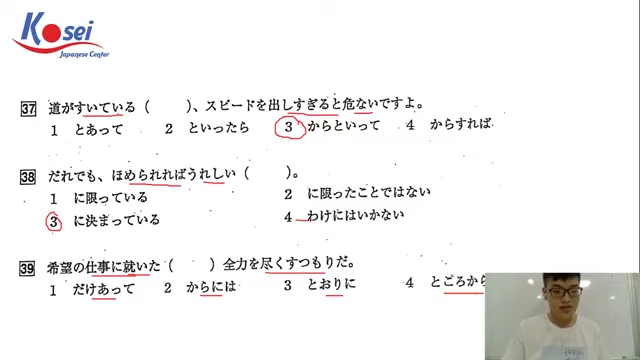 Kosei
Japanese Center
37 道がすいている( )、スピードを出しすぎると危ないですよ。
1 とあって 2 といったら 3 からといって 4 からすれば
38 だれでも、ほめられればうれしい( )。
1 に限っている 2 に限ったことではない
3 に決まっている 4 わけにはいかない
39 希望の仕事に就いた( )全力を尽くすつもりだ。
1 だけあって 2 からには 3 とおりに 4 ところから